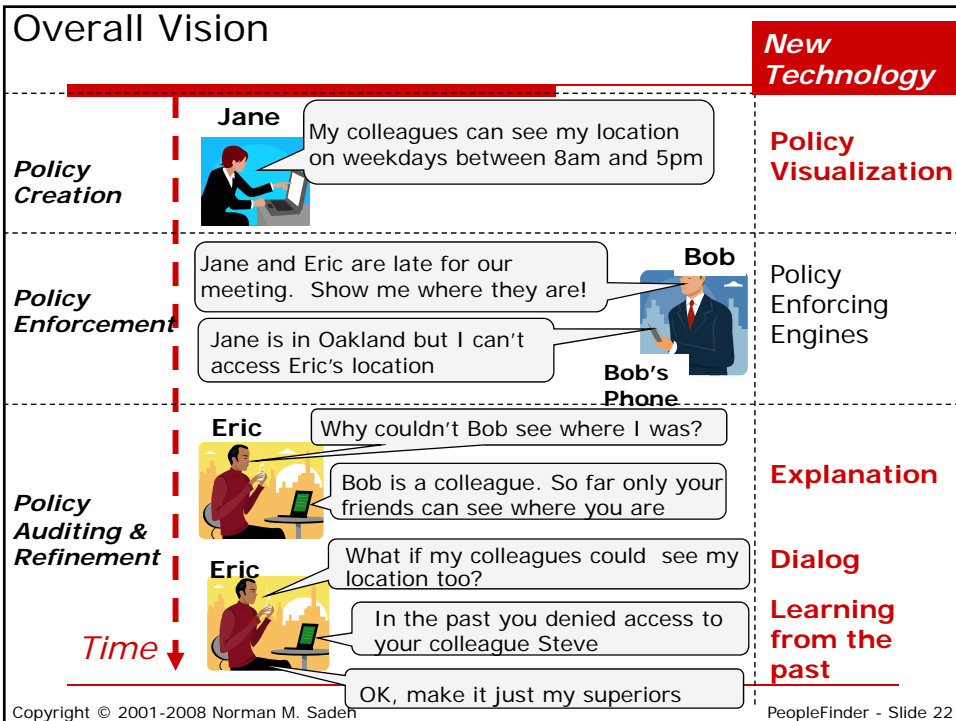 Overall Vision
New
Technology
Jane
My colleagues can see my location
on weekdays between 8am and 5pm
Policy
Creation
Policy
Visualization
Jane and Eric are late for our
meeting. Show me where they are!
Bob
Policy
Enforcement
Jane is in Oakland but I can't
access Eric's location
Bob's
Phone
Policy
Enforcing
Engines
Eric
Why couldn't Bob see where I was?
Bob is a colleague. So far only your
friends can see where you are
Explanation
Policy
Auditing &
Refinement
Eric
What if my colleagues could see my
location too?
Dialog
In the past you denied access to
your colleague Steve
Learning
from the
past
Time
OK, make it just my superiors
Copyright © 2001-2008 Norman M. Sadeh
PeopleFinder - Slide 22